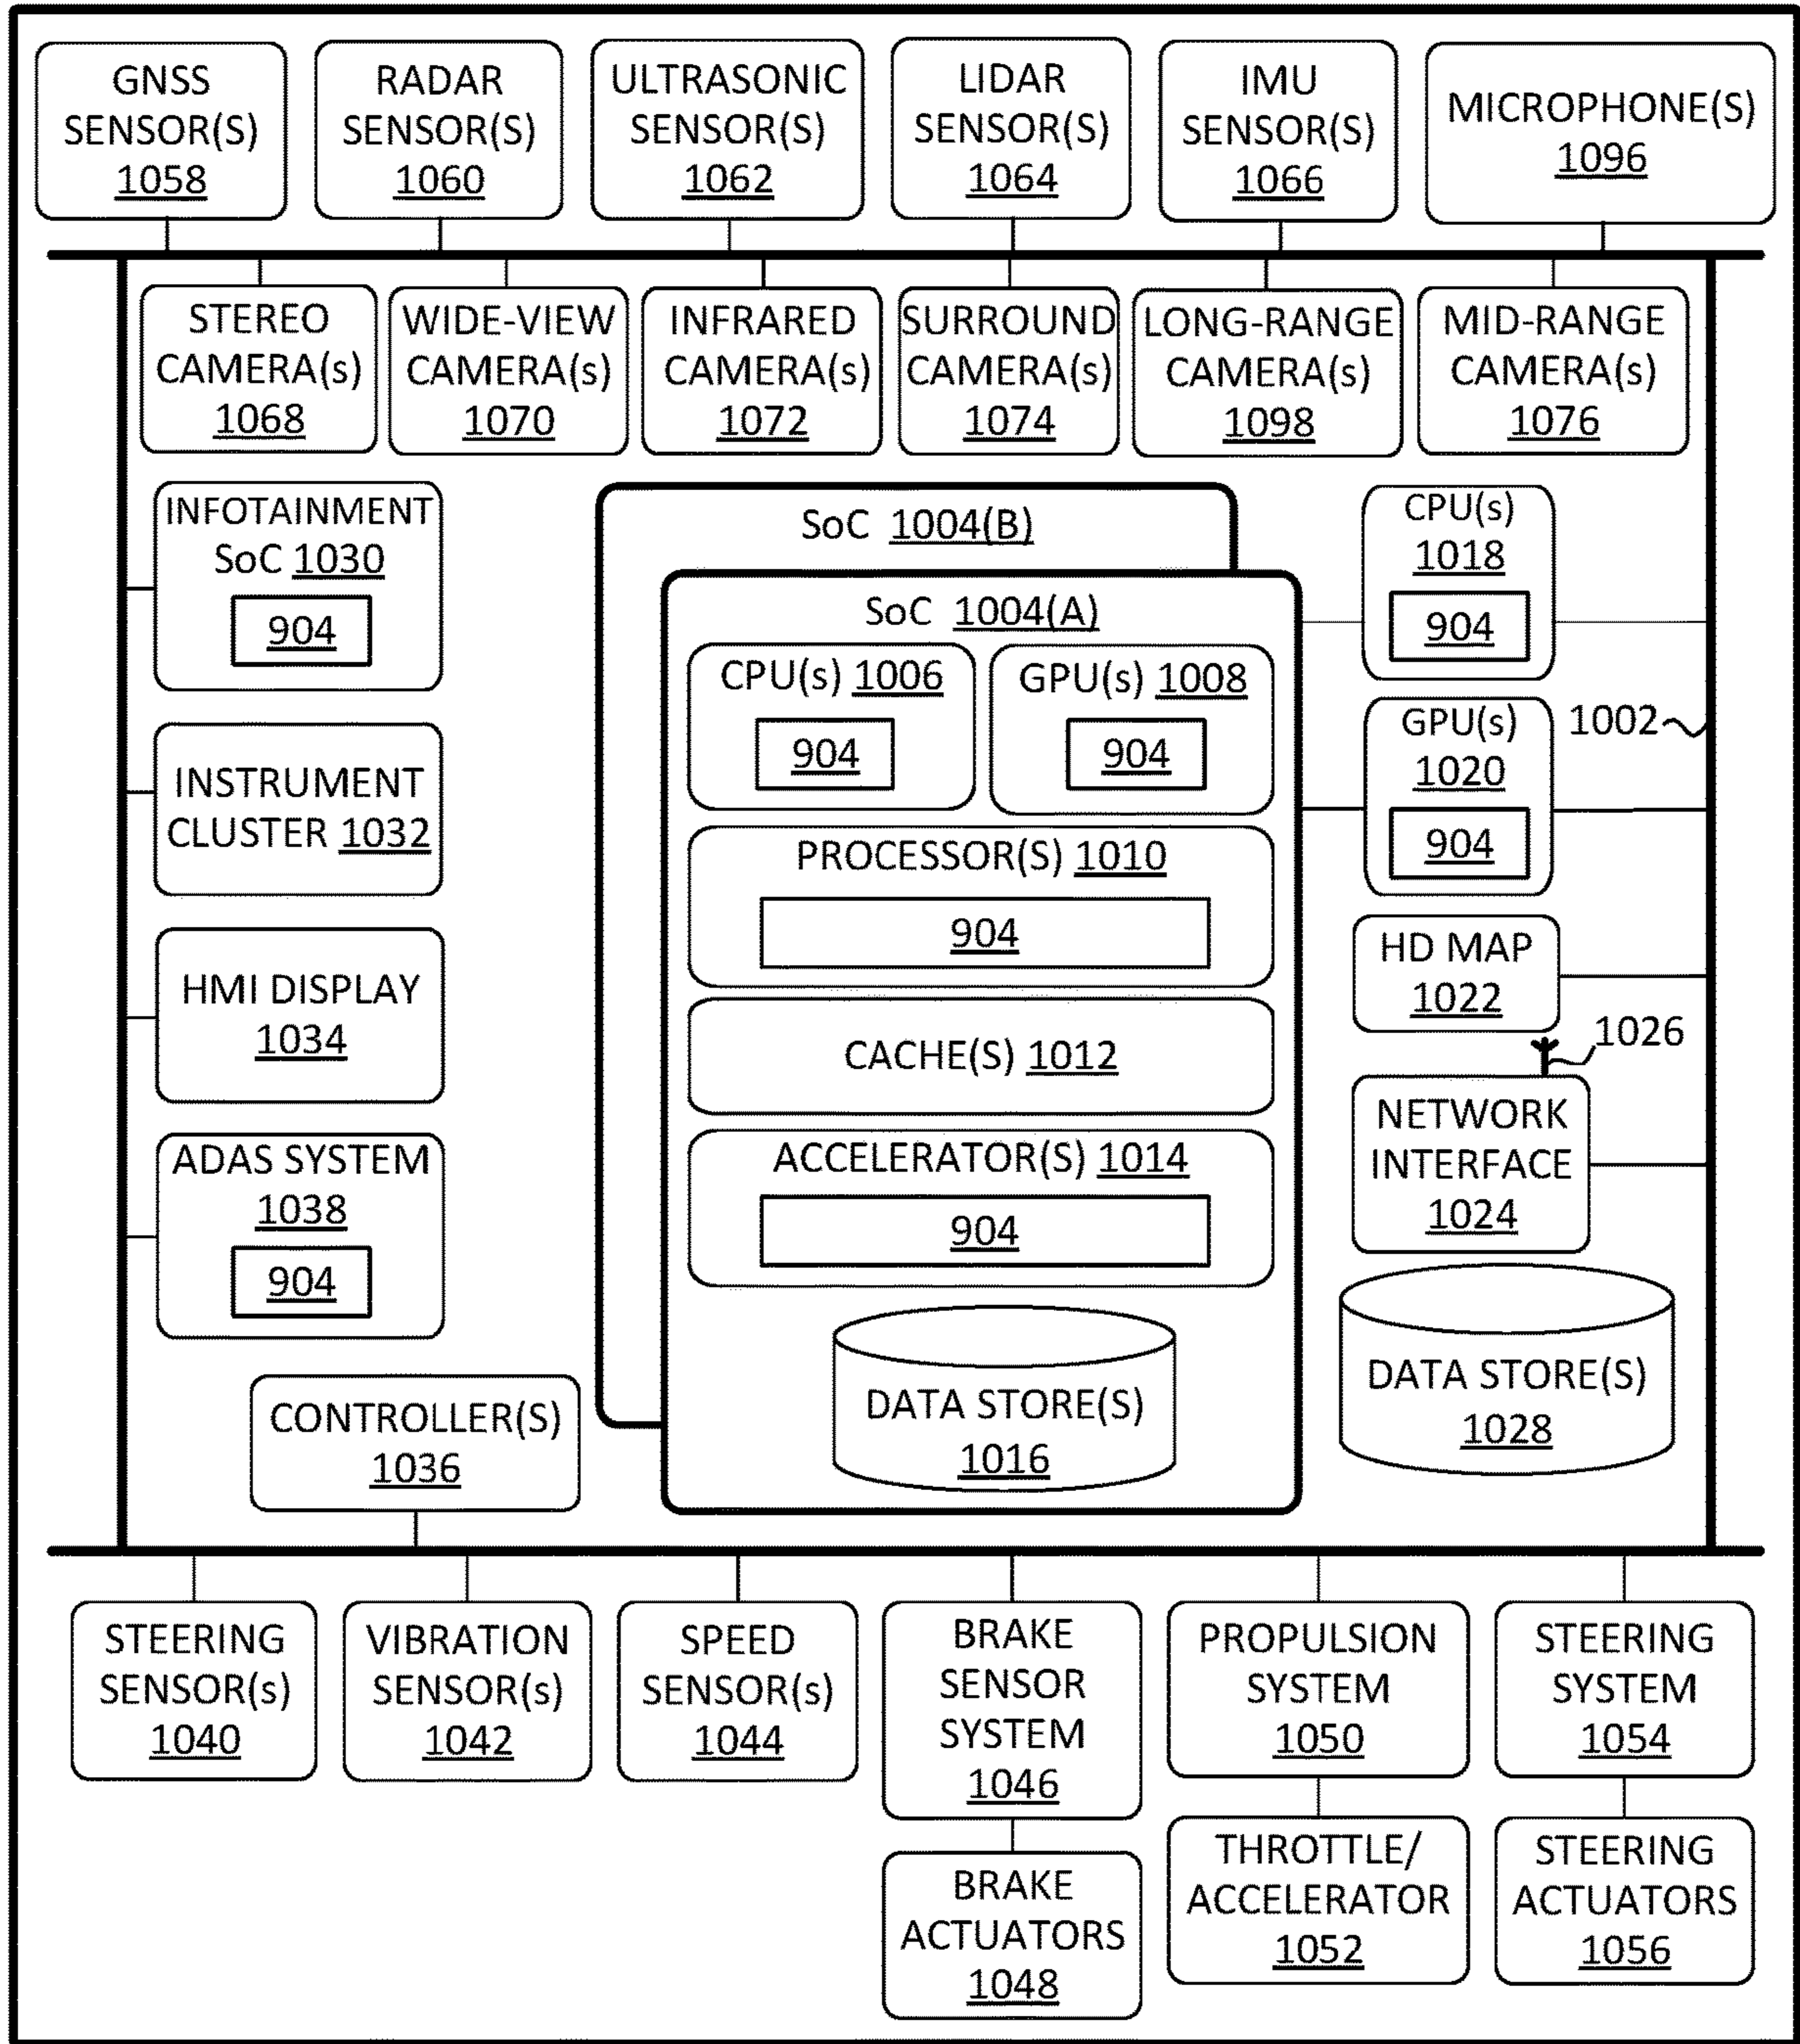 GNSS
SENSOR(S)
1058
RADAR
SENSOR(S)
1060
ULTRASONIC
SENSOR(S)
1062
LIDAR
SENSOR(S)
1064
IMU
SENSOR(S)
1066
MICROPHONE(S)
1096
STEREO
CAMERA(s)
1068
WIDE-VIEW
CAMERA(s)
1070
INFRARED
CAMERA(s)
1072
SURROUND
CAMERA(s)
1074
LONG-RANGE
CAMERA(s)
1098
MID-RANGE
CAMERA(s)
1076
INFOTAINMENT
SoC 1030
904
INSTRUMENT
CLUSTER 1032
HMI DISPLAY
1034
ADAS SYSTEM
1038
904
CONTROLLER(S)
1036
SoC 1004(B)
SoC 1004(A)
CPU(s) 1006
904
GPU(s) 1008
904
PROCESSOR(S) 1010
904
CACHE(S) 1012
ACCELERATOR(S) 1014
904
DATA STORE(S)
1016
CPU(s)
1018
904
GPU(s)
1020
904
1002
HD MAP
1022
1026
NETWORK
INTERFACE
1024
DATA STORE(S)
1028
STEERING
SENSOR(s)
1040
VIBRATION
SENSOR(s)
1042
SPEED
SENSOR(s)
1044
BRAKE
SENSOR
SYSTEM
1046
BRAKE
ACTUATORS
1048
PROPULSION
SYSTEM
1050
THROTTLE/
ACCELERATOR
1052
STEERING
SYSTEM
1054
STEERING
ACTUATORS
1056